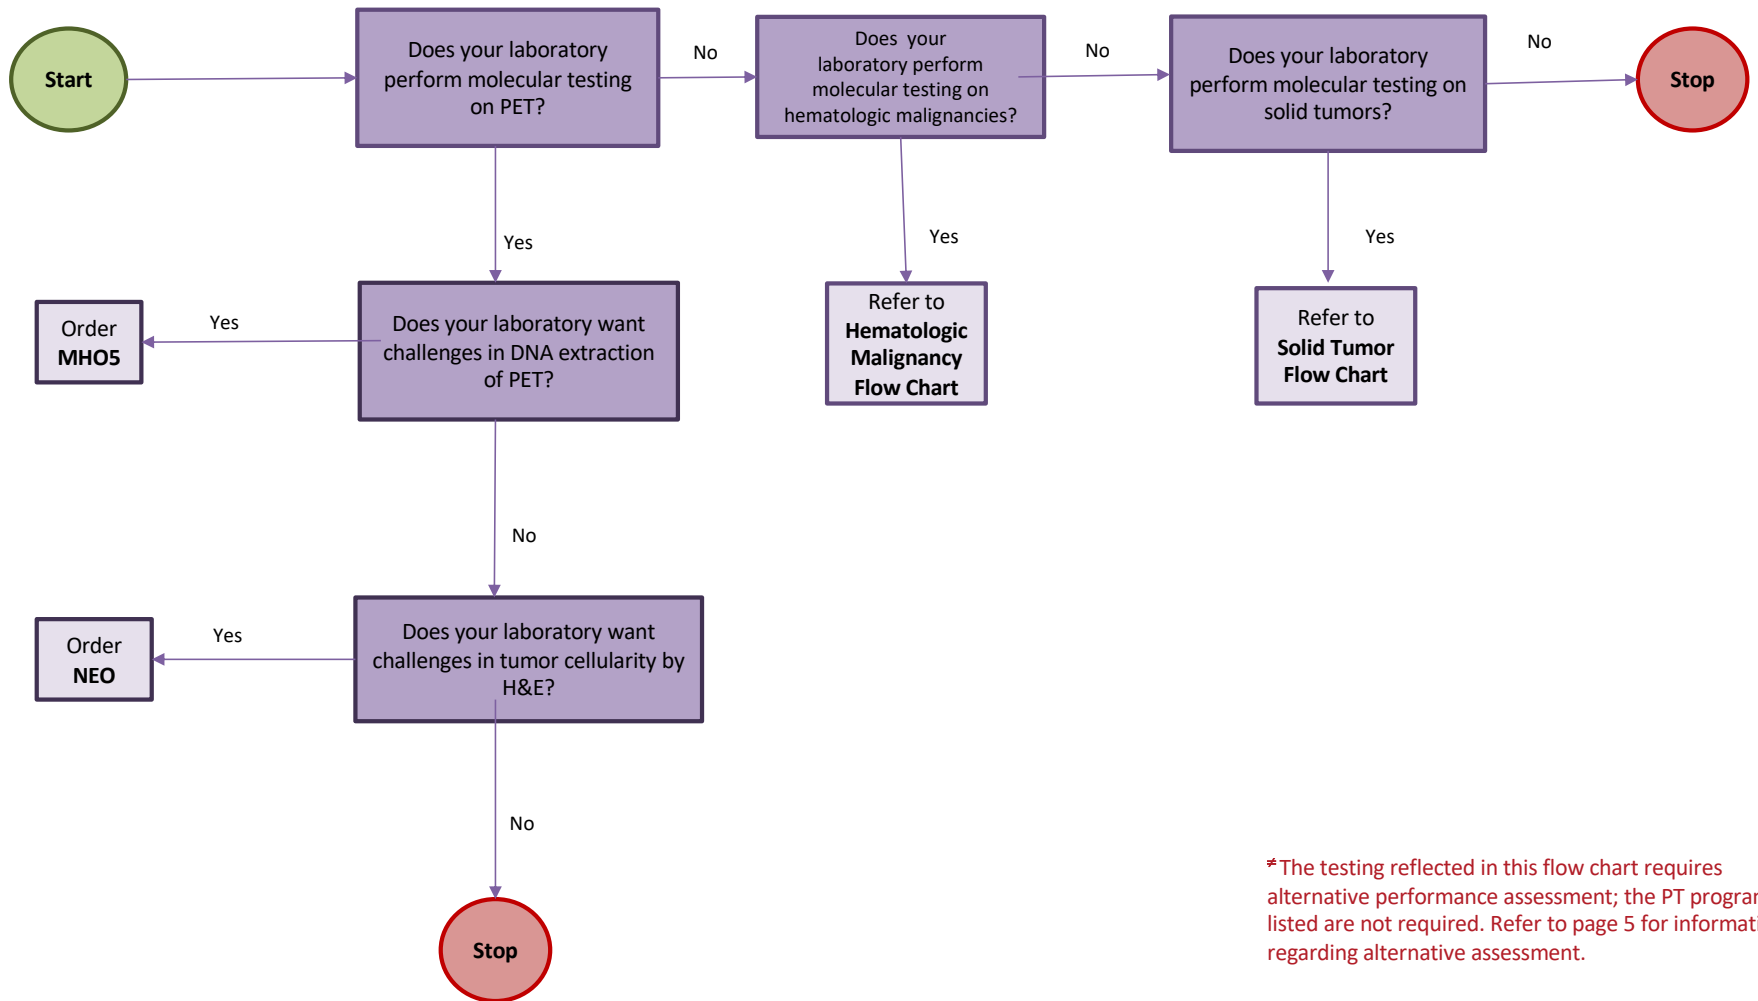 Start
Does your laboratory
perform molecular testing
on PET?
No
Does your
laboratory perform
molecular testing on
hematologic malignancies?
No
Does your laboratory
perform molecular testing on
solid tumors?
No
Stop
Yes
Yes
Yes
Order
MHO5
Yes
Does your laboratory want
challenges in DNA extraction
of PET?
Refer to
Hematologic
Malignancy
Flow Chart
Refer to
Solid Tumor
Flow Chart
No
Order
NEO
Yes
Does your laboratory want
challenges in tumor cellularity by
H&E?
No
Stop
≠The testing reflected in this flow chart requires
alternative performance assessment; the PT program
listed are not required. Refer to page 5 for informati
regarding alternative assessment.